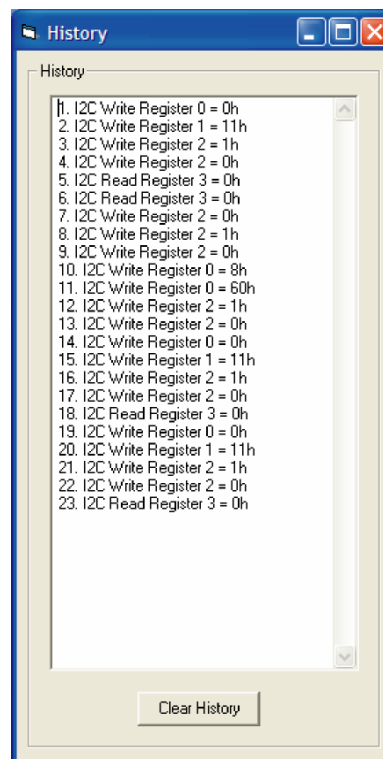 History
History
1. I2C Write Register 0 = 0h
2. I2C Write Register 1 = 11h
3. I2C Write Register 2 = 1h
4. I2C Write Register 2 = 0h
5. I2C Read Register 3 = 0h
6. I2C Read Register 3 = 0h
7. I2C Write Register 2 = 0h
8. I2C Write Register 2 = 1h
9. I2C Write Register 2 = 0h
10. I2C Write Register 0 = 8h
11. I2C Write Register 0 = 60h
12. I2C Write Register 2 = 1h
13. I2C Write Register 2 = 0h
14. I2C Write Register 0 = 0h
15. I2C Write Register 1 = 11h
16. I2C Write Register 2 = 1h
17. I2C Write Register 2 = 0h
18. I2C Read Register 3 = 0h
19. I2C Write Register 0 = 0h
20. I2C Write Register 1 = 11h
21. I2C Write Register 2 = 1h
22. I2C Write Register 2 = 0h
23. I2C Read Register 3 = 0h
Clear History